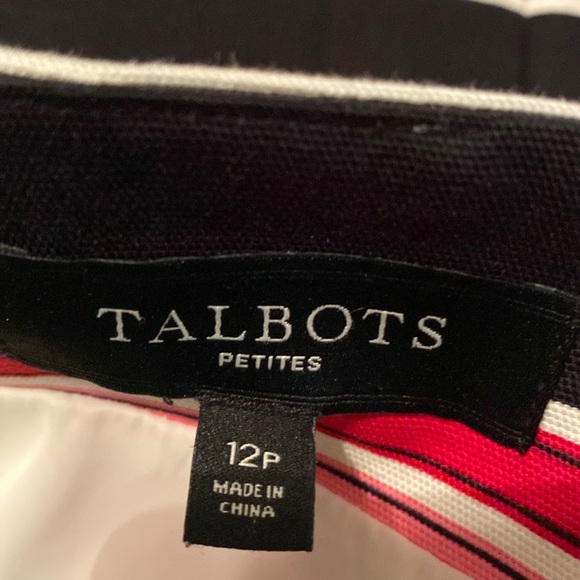 TALBOTS
PETITES
12P
MADE IN
CHINA